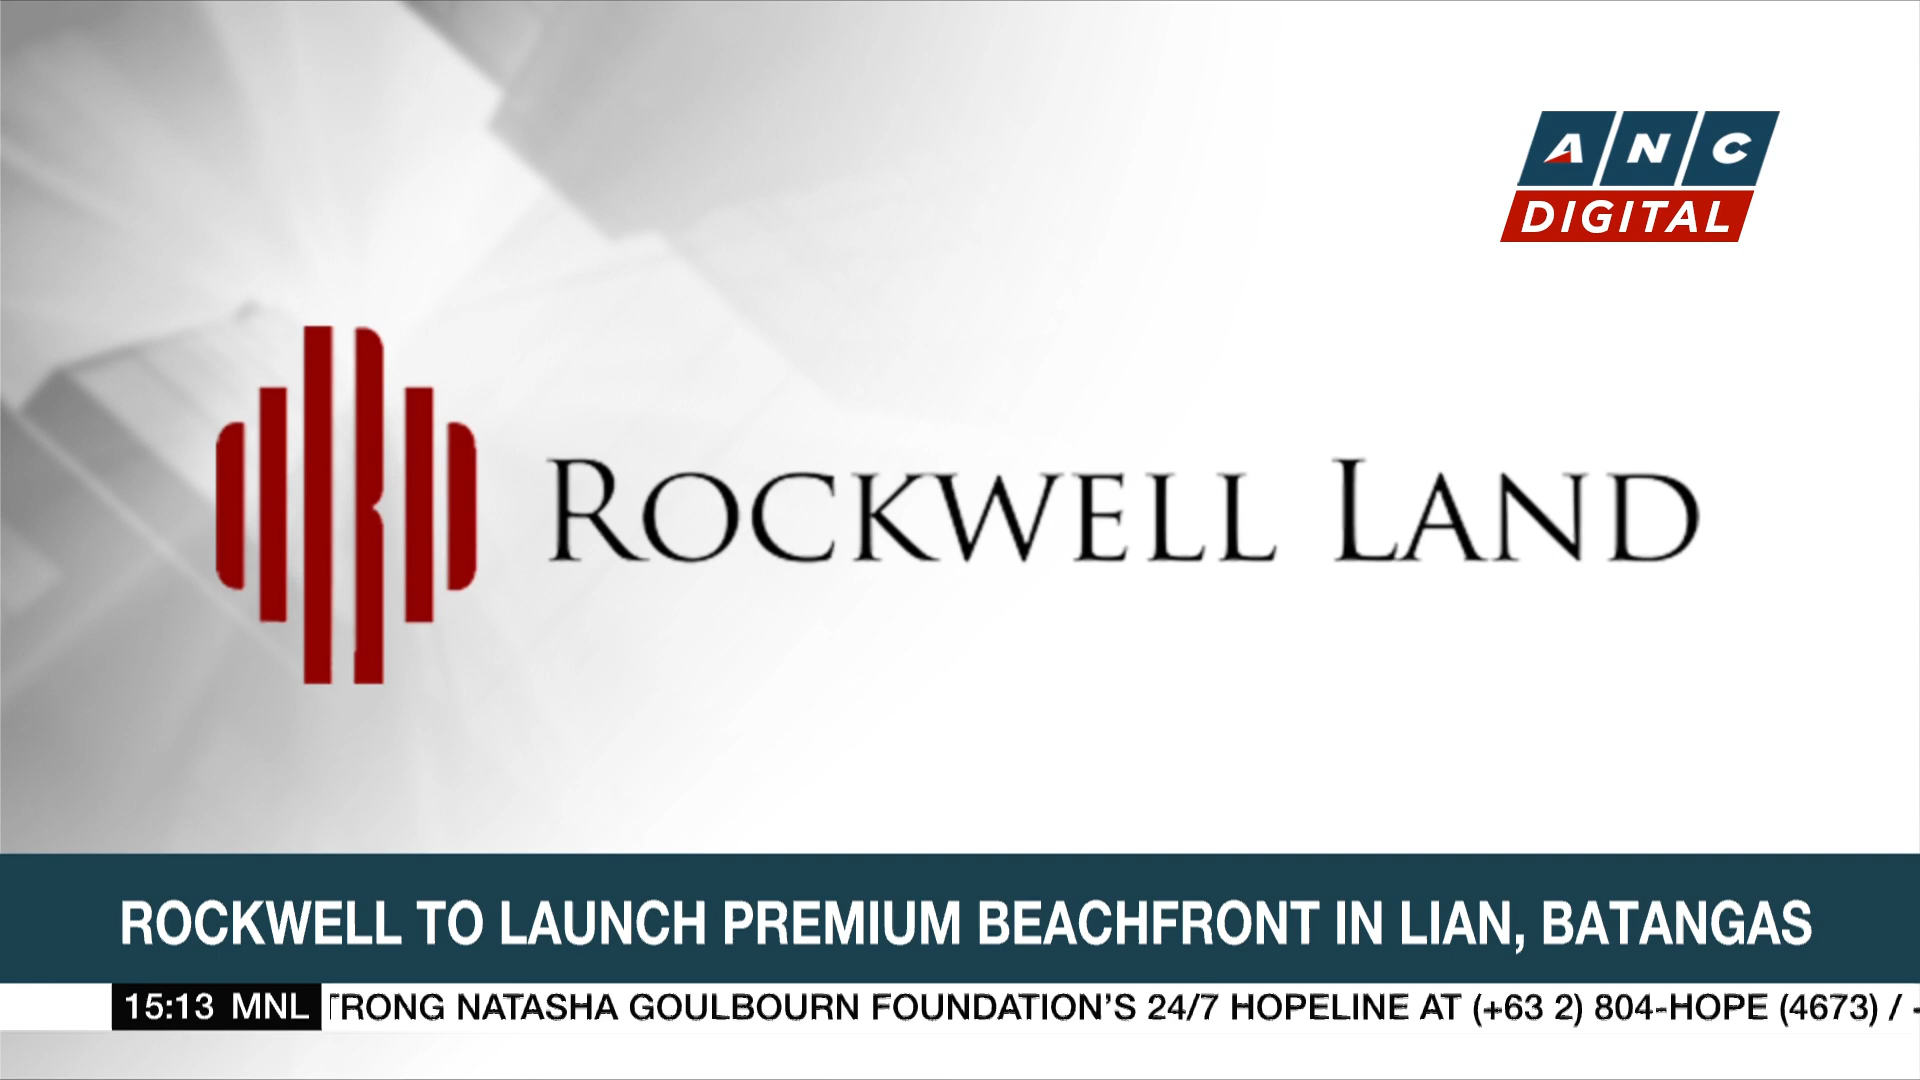 ANC
DIGITAL
ROCKWELL LAND
ROCKWELL TO LAUNCH PREMIUM BEACHFRONT IN LIAN, BATANGAS
15:13 MNL
NATASHA GOULBOURN FOUNDATION'S 24/7 HOPELINE AT (+63 2) 804-HOPE (4673) /